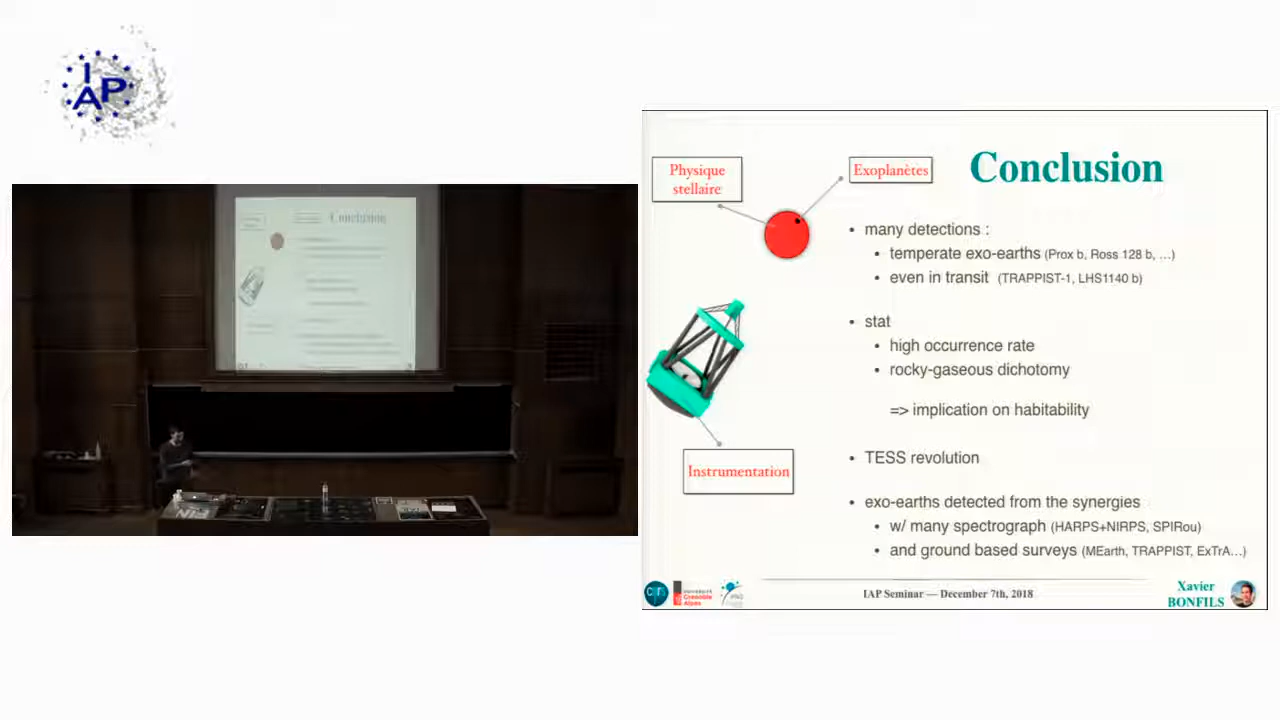 IAP
Physique
stellaire
Exoplanètes
Conclusion
• many detections :
• temperate exo-earths (Prox b, Ross 128 b, ...)
• even in transit (TRAPPIST-1, LHS1140 b)
• stat
• high occurrence rate
• rocky-gaseous dichotomy
=> implication on habitability
Instrumentation
• TESS revolution
• exo-earths detected from the synergies
• w/ many spectrograph (HARPS+NIRPS, SPIRou)
• and ground based surveys (MEarth, TRAPPIST, ExTrA...)
IAP Seminar — December 7th, 2018
Xavier
BONFILS
Conclusion